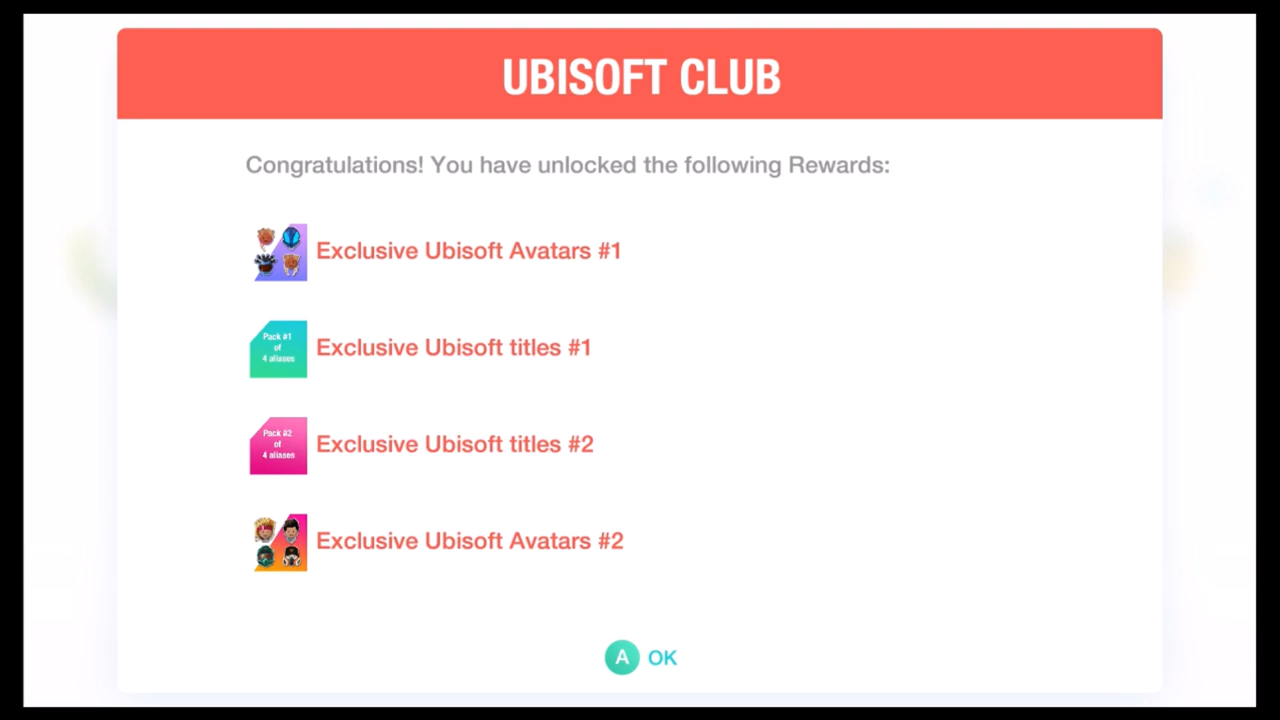 UBISOFT CLUB
Congratulations! You have unlocked the following Rewards:
Exclusive Ubisoft Avatars #1
Pack #1
of
4 aliases
Exclusive Ubisoft titles #1
Pack #2
of
4 aliases
Exclusive Ubisoft titles #2
Exclusive Ubisoft Avatars #2
A OK